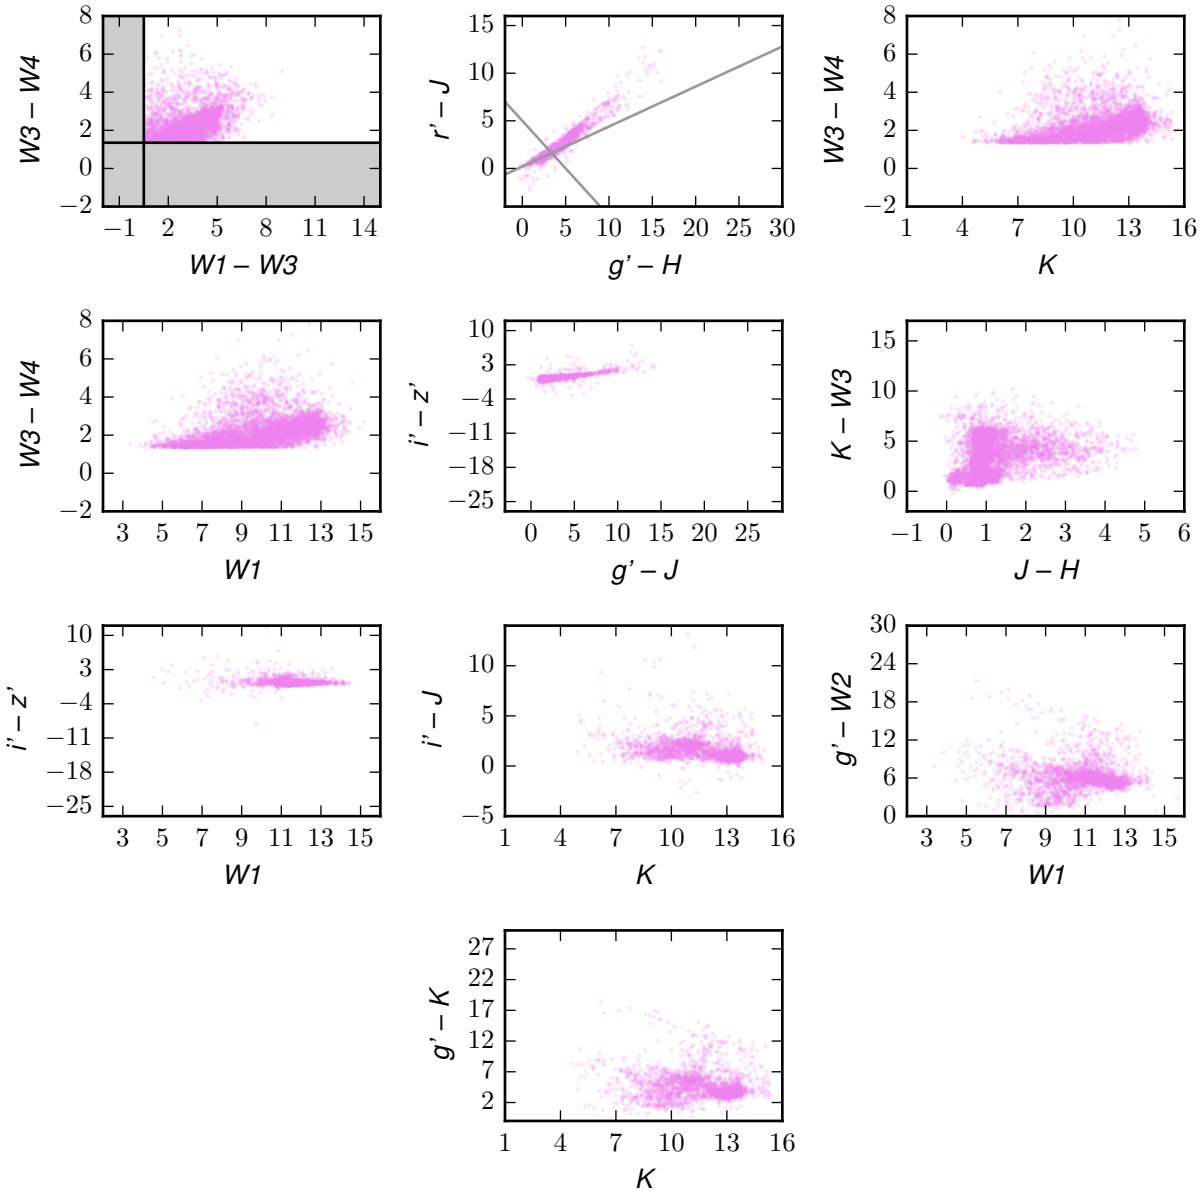 8
6
4
2
0
−2
W3 – W4
−1 2 5 8 11 14
W1 – W3
15
10
5
0
r' – J
0 5 10 15 20 25 30
g' – H
8
6
4
2
0
−2
W3 – W4
1 4 7 10 13 16
K
8
6
4
2
0
−2
W3 – W4
3 5 7 9 11 13 15
W1
10
3
−4
−11
−18
−25
i' – z'
0 5 10 15 20 25
g' – J
15
10
5
0
K – W3
−1 0 1 2 3 4 5 6
J – H
10
3
−4
−11
−18
−25
i' – z'
3 5 7 9 11 13 15
W1
10
5
0
−5
i' – J
1 4 7 10 13 16
K
30
24
18
12
6
0
g' – W2
3 5 7 9 11 13 15
W1
27
22
17
12
7
2
g' – K
1 4 7 10 13 16
K